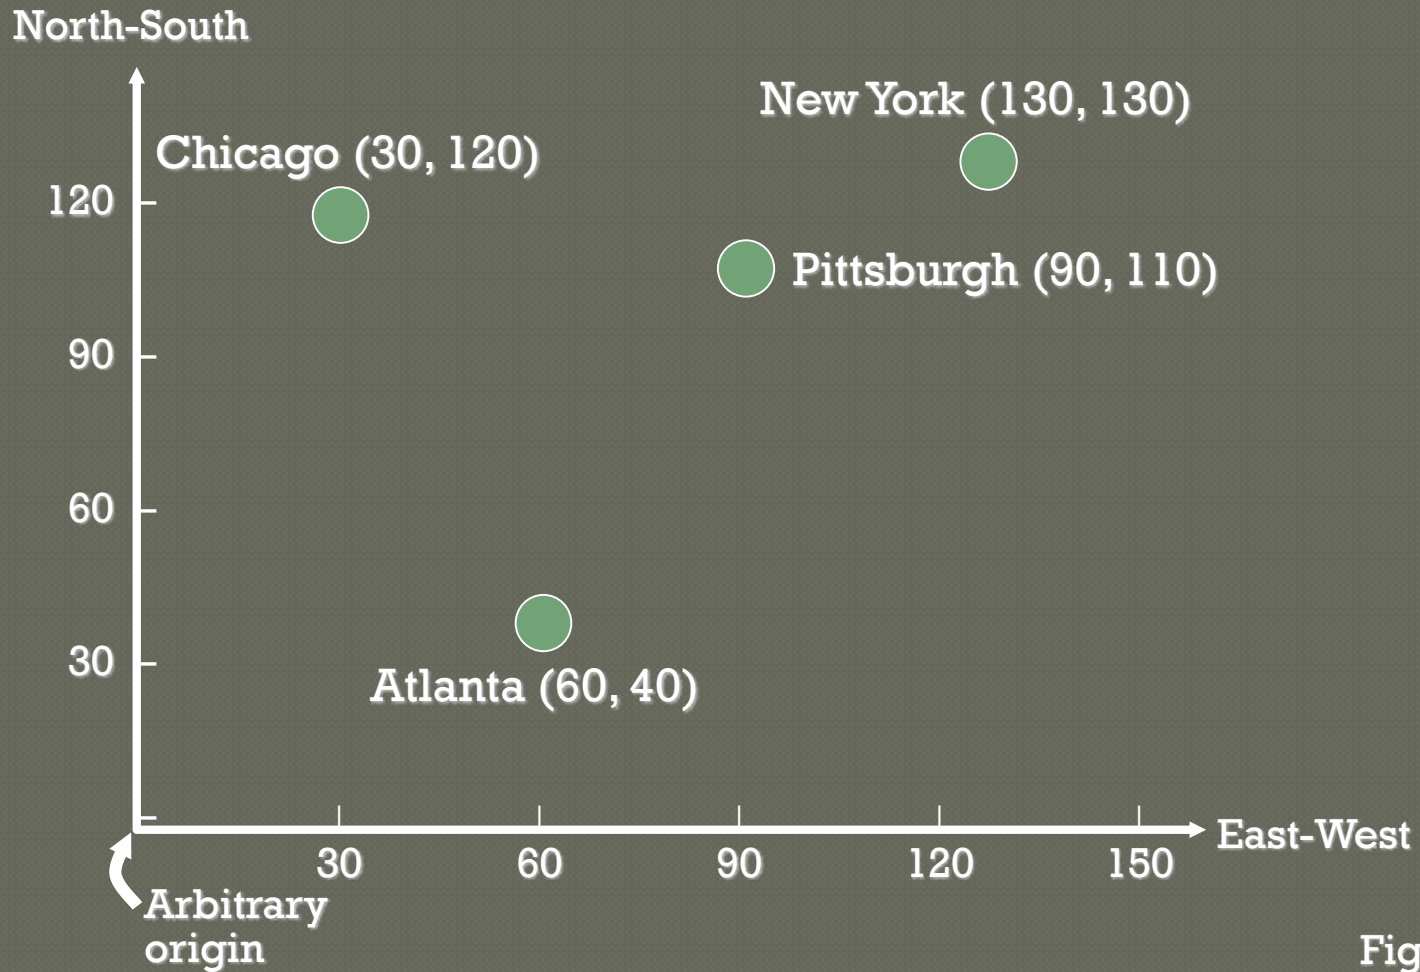 North-South
New York (130, 130)
Chicago (30, 120)
120
Pittsburgh (90, 110)
90
60
30
Atlanta (60, 40)
East-West
30 60 90 120 150
Arbitrary
origin
Fig